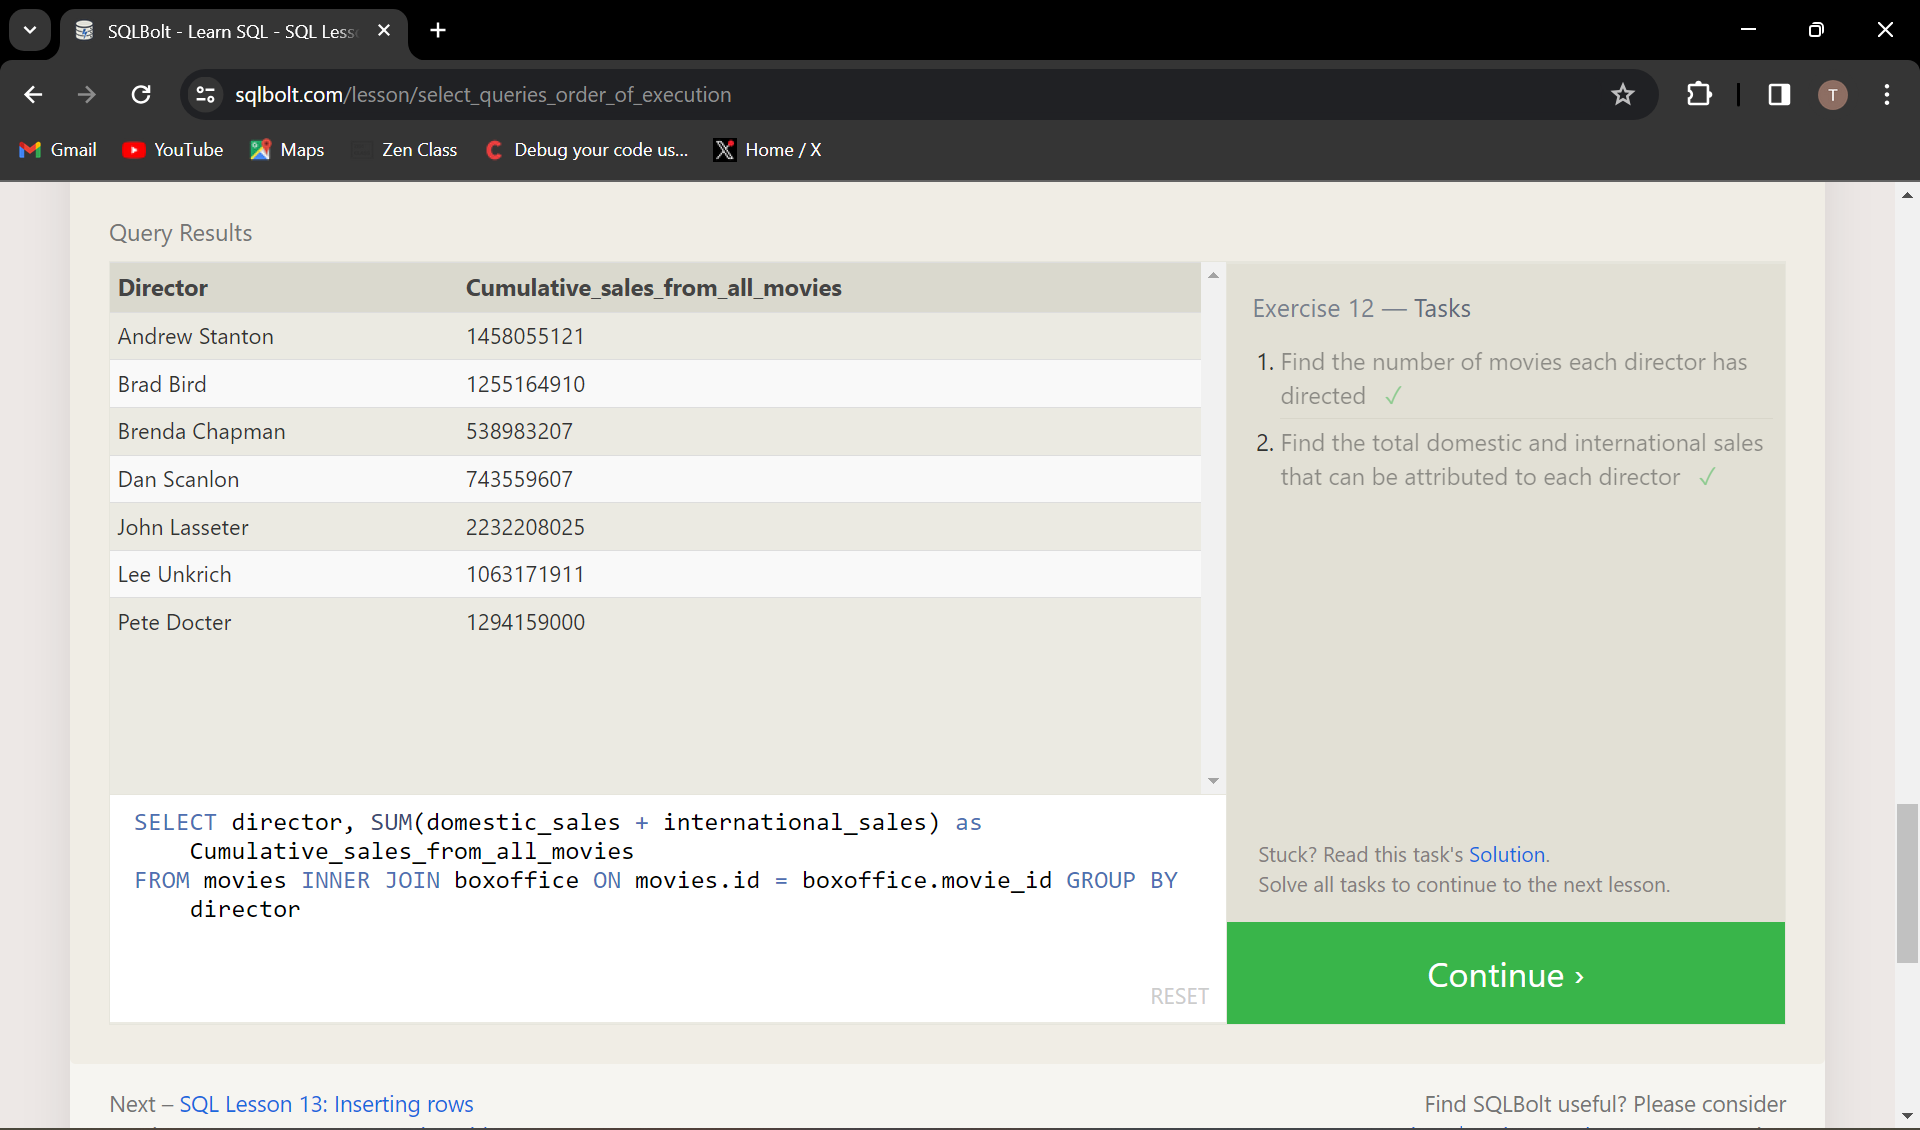 SQLBolt - Learn SQL - SQL Less
sqlbolt.com/lesson/select_queries_order_of_execution
T
Gmail
YouTube
Maps
Zen Class
Debug your code us...
Home / X
Query Results
Director Cumulative_sales_from_all_movies
Andrew Stanton 1458055121
Brad Bird 1255164910
Brenda Chapman 538983207
Dan Scanlon 743559607
John Lasseter 2232208025
Lee Unkrich 1063171911
Pete Docter 1294159000
SELECT director, SUM(domestic_sales + international_sales) as
Cumulative_sales_from_all_movies
FROM movies INNER JOIN boxoffice ON movies.id = boxoffice.movie_id GROUP BY
director
RESET
Exercise 12 — Tasks
1. Find the number of movies each director has
directed ✓
2. Find the total domestic and international sales
that can be attributed to each director ✓
Stuck? Read this task's Solution.
Solve all tasks to continue to the next lesson.
Continue ›
Next – SQL Lesson 13: Inserting rows
Find SQLBolt useful? Please consider